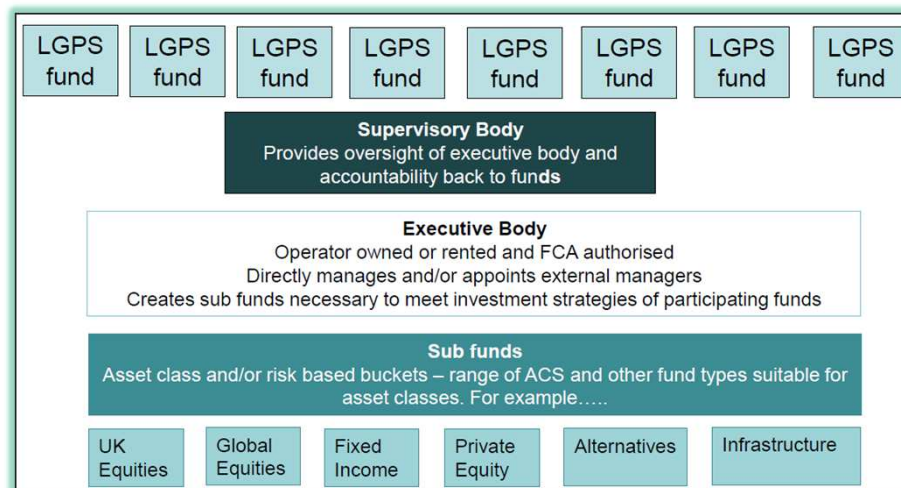 LGPS LGPS LGPS LGPS LGPS LGPS LGPS LGPS
fund fund fund fund fund fund fund fund
Supervisory Body
Provides oversight of executive body and
accountability back to funds
Executive Body
Operator owned or rented and FCA authorised
Directly manages and/or appoints external managers
Creates sub funds necessary to meet investment strategies of participating funds
Sub funds
Asset class and/or risk based buckets – range of ACS and other fund types suitable for
asset classes. For example…..
UK Global Fixed Private Alternatives Infrastructure
Equities Equities Income Equity